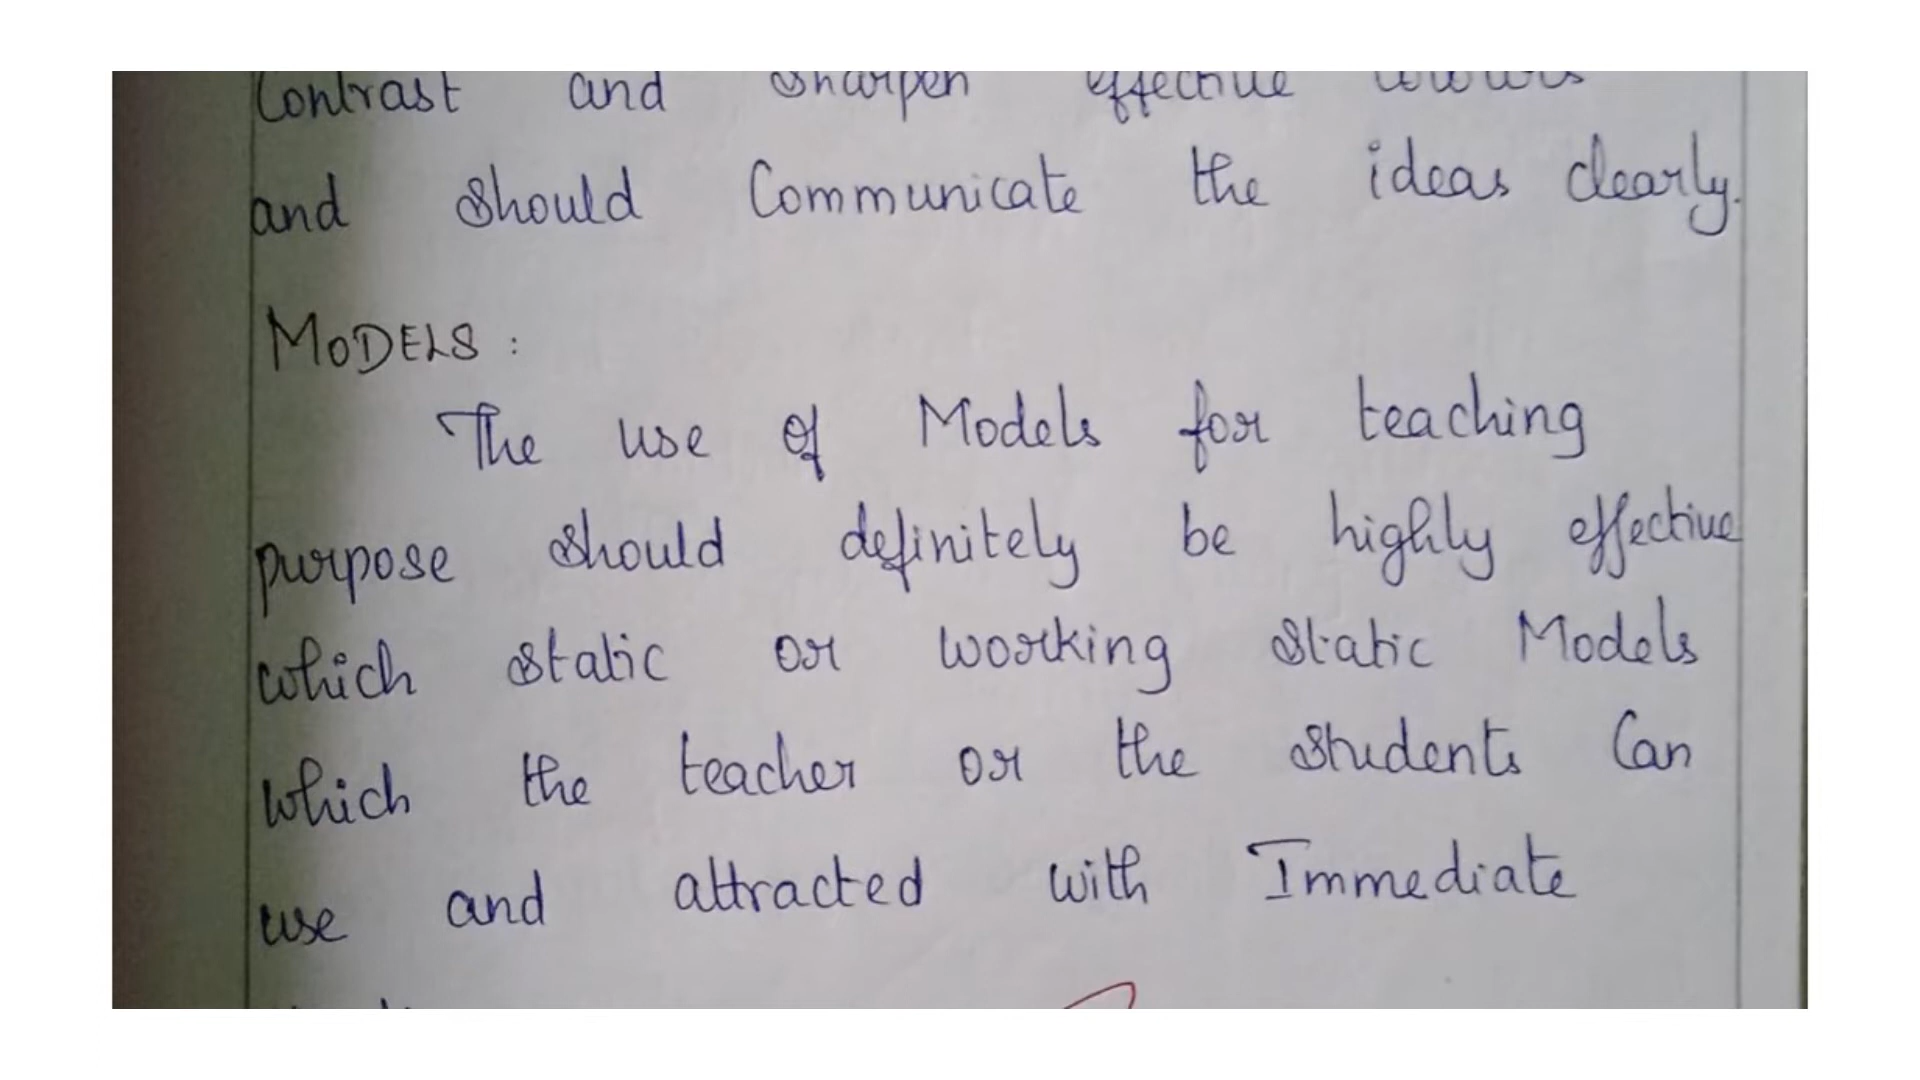 Contrast and sharpen effective colours
and should Communicate the ideas clearly.
MODELS :
The use of Models for teaching
purpose should definitely be highly effective
which static or working static Models
which the teacher or the students Can
use and attracted with Immediate